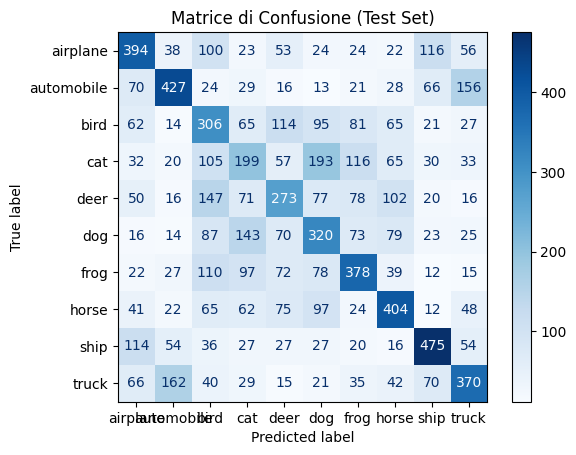 Matrice di Confusione (Test Set)
True label
airplane 394 38 100 23 53 24 24 22 116 56
automobile 70 427 24 29 16 13 21 28 66 156
bird 62 14 306 65 114 95 81 65 21 27
cat 32 20 105 199 57 193 116 65 30 33
deer 50 16 147 71 273 77 78 102 20 16
dog 16 14 87 143 70 320 73 79 23 25
frog 22 27 110 97 72 78 378 39 12 15
horse 41 22 65 62 75 97 24 404 12 48
ship 114 54 36 27 27 27 20 16 475 54
truck 66 162 40 29 15 21 35 42 70 370
airplane automobile bird cat deer dog frog horse ship truck
Predicted label
400
300
200
100